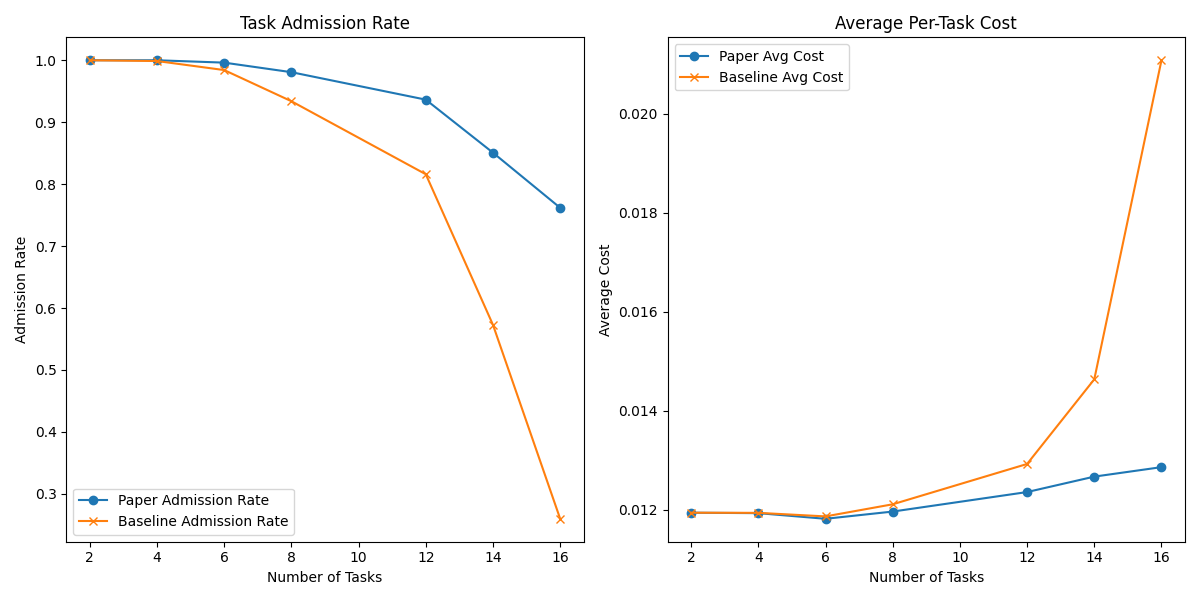 Task Admission Rate
1.0
0.9
0.8
0.7
0.6
0.5
0.4
0.3
Admission Rate
Paper Admission Rate
Baseline Admission Rate
2 4 6 8 10 12 14 16
Number of Tasks
Average Per-Task Cost
Paper Avg Cost
Baseline Avg Cost
0.020
0.018
0.016
0.014
0.012
Average Cost
2 4 6 8 10 12 14 16
Number of Tasks